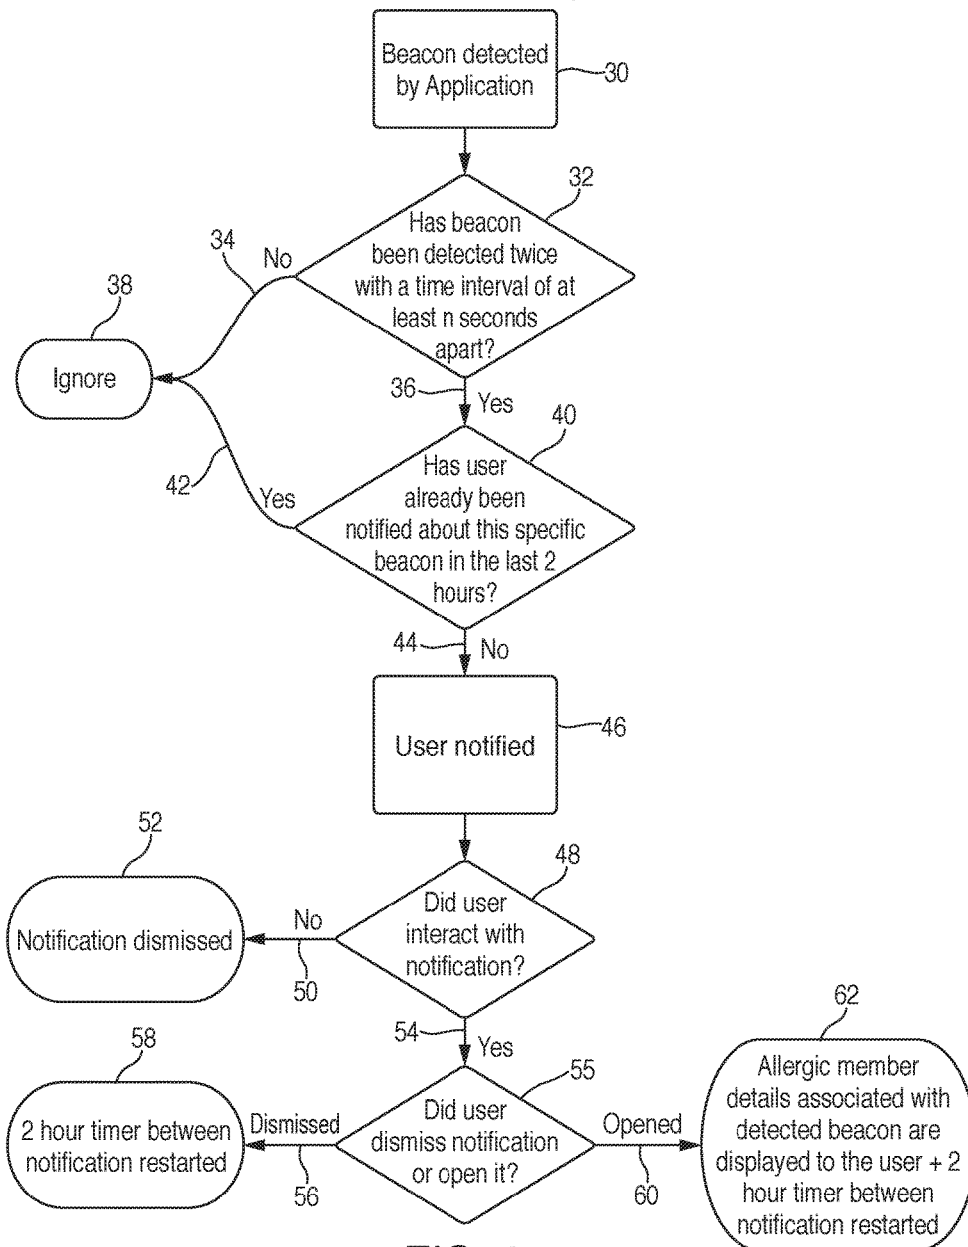 Beacon detected
by Application
30
32
Has beacon
been detected twice
with a time interval of at
least n seconds
apart?
34
No
38
Ignore
36
Yes
40
Has user
already been
notified about this specific
beacon in the last 2
hours?
42
Yes
44
No
User notified
46
52
48
Did user
interact with
notification?
No
Notification dismissed
50
54
Yes
62
58
55
Allergic member
details associated with
detected beacon are
displayed to the user + 2
hour timer between
notification restarted
Did user
dismiss notification
or open it?
Dismissed
Opened
2 hour timer between
notification restarted
56
60